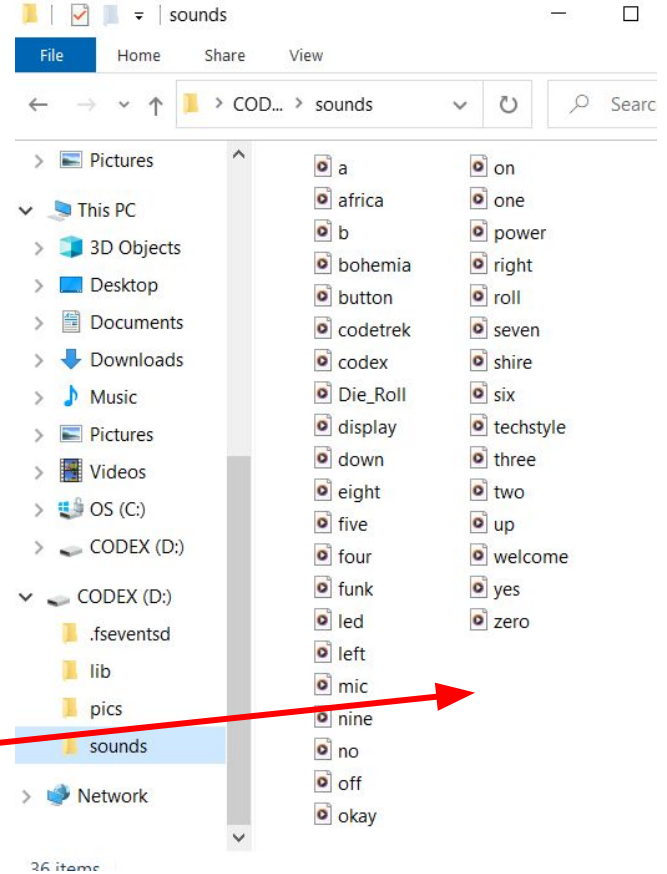 sounds
File Home Share View
COD... > sounds
Searc
Pictures
This PC
3D Objects
Desktop
Documents
Downloads
Music
Pictures
Videos
OS (C:)
CODEX (D:)
CODEX (D:)
.fseventsd
lib
pics
sounds
Network
a
africa
b
bohemia
button
codetrek
codex
Die_Roll
display
down
eight
five
four
funk
led
left
mic
nine
no
off
okay
on
one
power
right
roll
seven
shire
six
techstyle
three
two
up
welcome
yes
zero
36 items